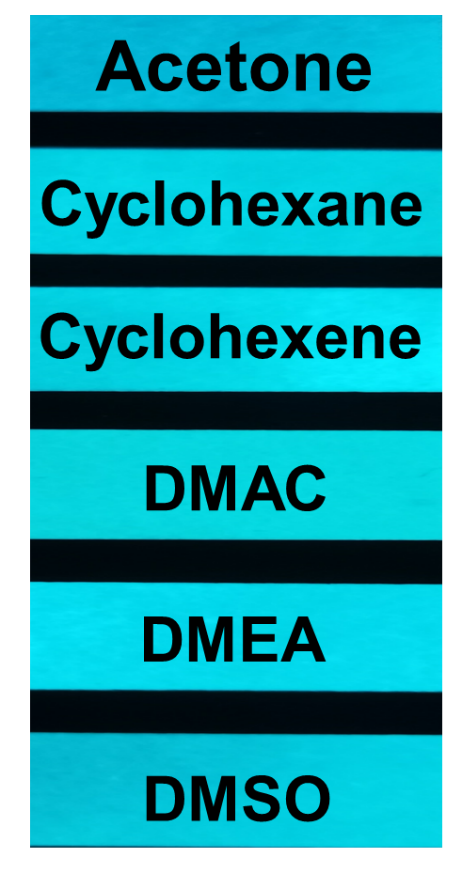 Acetone
Cyclohexane
Cyclohexene
DMAC
DMEA
DMSO